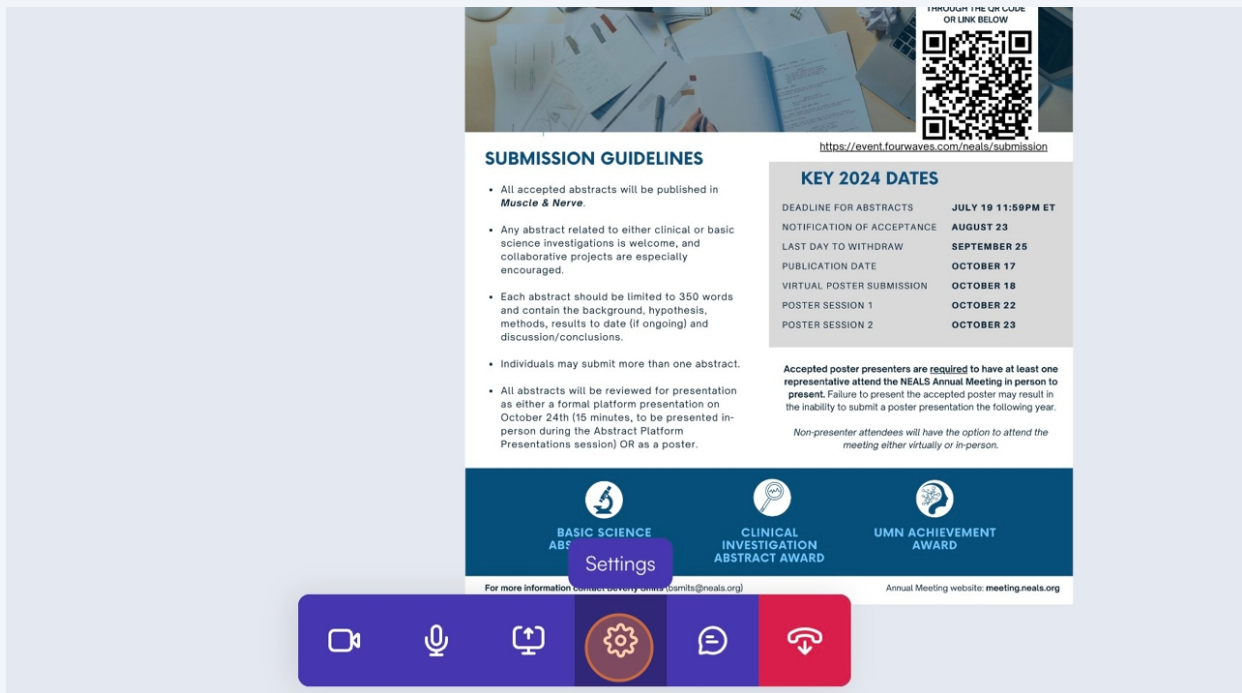 THROUGH THE QR CODE
OR LINK BELOW
https://event.fourwaves.com/neals/submission
SUBMISSION GUIDELINES
• All accepted abstracts will be published in
Muscle & Nerve.
• Any abstract related to either clinical or basic
science investigations is welcome, and
collaborative projects are especially
encouraged.
• Each abstract should be limited to 350 words
and contain the background, hypothesis,
methods, results to date (if ongoing) and
discussion/conclusions.
• Individuals may submit more than one abstract.
• All abstracts will be reviewed for presentation
as either a formal platform presentation on
October 24th (15 minutes, to be presented in-
person during the Abstract Platform
Presentations session) OR as a poster.
KEY 2024 DATES
DEADLINE FOR ABSTRACTS JULY 19 11:59PM ET
NOTIFICATION OF ACCEPTANCE AUGUST 23
LAST DAY TO WITHDRAW SEPTEMBER 25
PUBLICATION DATE OCTOBER 17
VIRTUAL POSTER SUBMISSION OCTOBER 18
POSTER SESSION 1 OCTOBER 22
POSTER SESSION 2 OCTOBER 23
Accepted poster presenters are required to have at least one
representative attend the NEALS Annual Meeting in person to
present. Failure to present the accepted poster may result in
the inability to submit a poster presentation the following year.
Non-presenter attendees will have the option to attend the
meeting either virtually or in-person.
BASIC SCIENCE
ABS
CLINICAL
INVESTIGATION
ABSTRACT AWARD
UMN ACHIEVEMENT
AWARD
Settings
For more information (bsmits@neals.org)
Annual Meeting website: meeting.neals.org